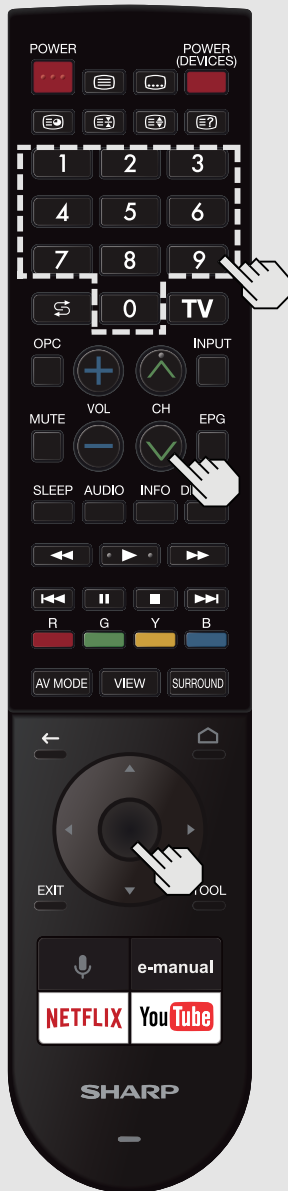 POWER POWER
(DEVICES)
1 2 3
4 5 6
7 8 9
0 TV
OPC INPUT
MUTE VOL CH EPG
SLEEP AUDIO INFO
R G Y B
AV MODE VIEW SURROUND
EXIT
e-manual
NETFLIX YouTube
SHARP